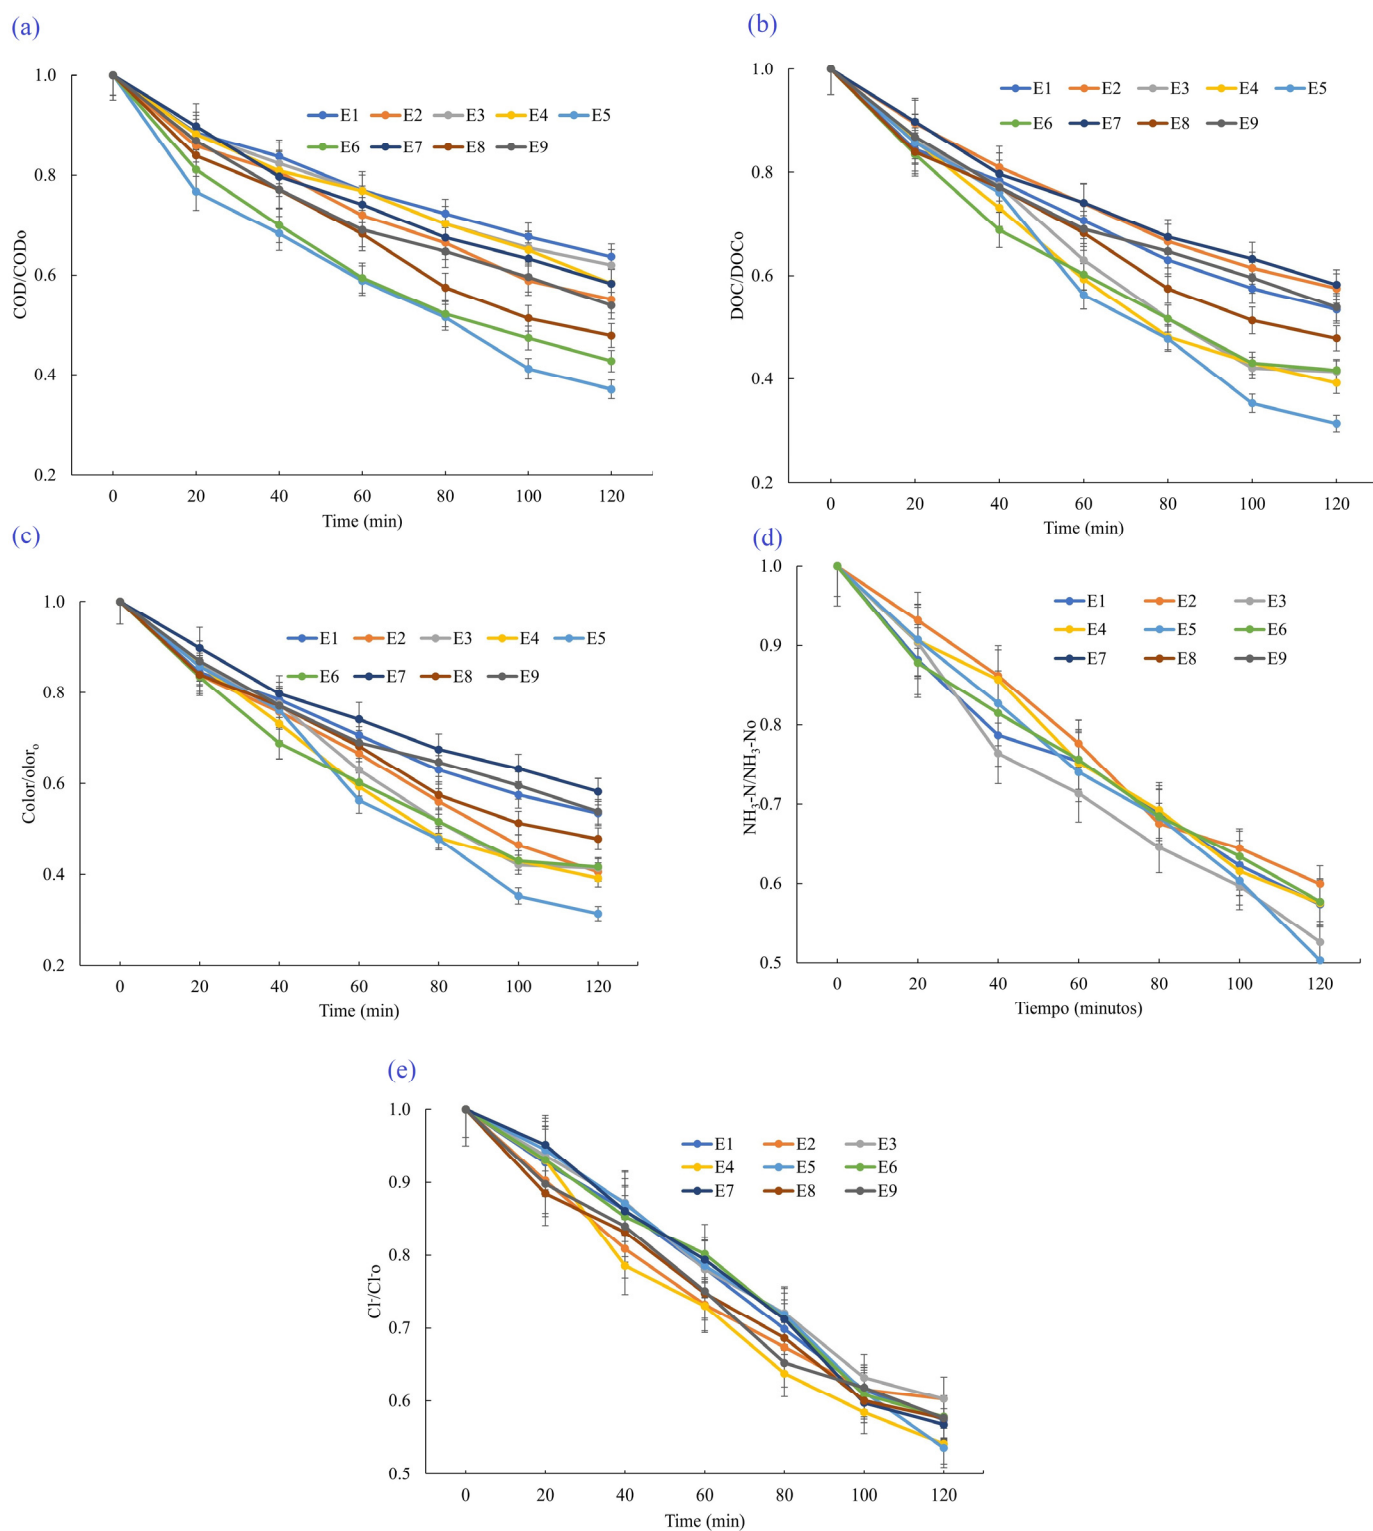 (a)
1.0
0.8
0.6
0.4
0.2
COD/CODo
E1 E2 E3 E4 E5
E6 E7 E8 E9
0 20 40 60 80 100 120
Time (min)
(b)
1.0
0.8
0.6
0.4
0.2
DOC/DOCo
E1 E2 E3 E4 E5
E6 E7 E8 E9
0 20 40 60 80 100 120
Time (min)
(c)
1.0
0.8
0.6
0.4
0.2
Color/olorₒ
E1 E2 E3 E4 E5
E6 E7 E8 E9
0 20 40 60 80 100 120
Time (min)
(d)
1.0
0.9
0.8
0.7
0.6
0.5
NH₃-N/NH₃-No
E1 E2 E3
E4 E5 E6
E7 E8 E9
0 20 40 60 80 100 120
Tiempo (minutos)
(e)
1.0
0.9
0.8
0.7
0.6
0.5
Cl⁻/Cl⁻o
E1 E2 E3
E4 E5 E6
E7 E8 E9
0 20 40 60 80 100 120
Time (min)